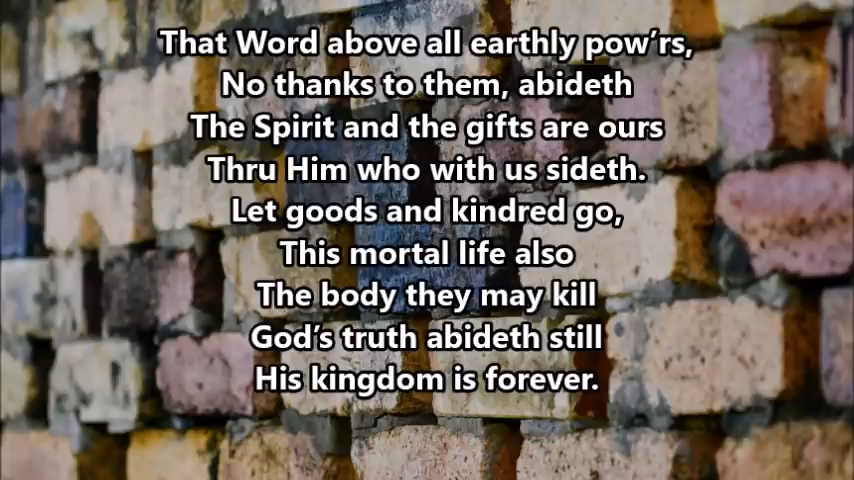 That Word above all earthly pow’rs,
No thanks to them, abideth
The Spirit and the gifts are ours
Thru Him who with us sideth.
Let goods and kindred go,
This mortal life also
The body they may kill
God’s truth abideth still
His kingdom is forever.